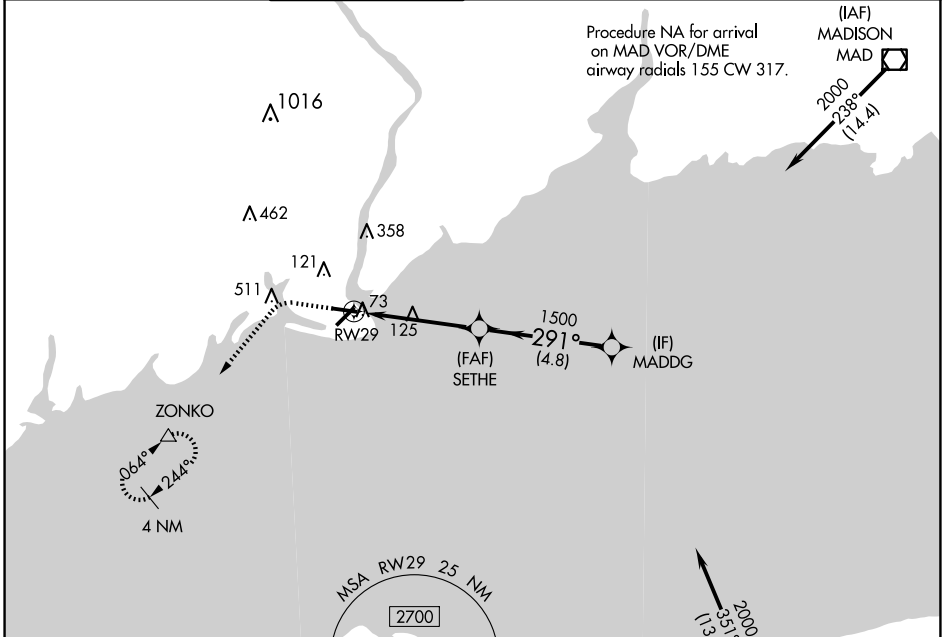 (IAF)
MADISON
MAD
Procedure NA for arrival
on MAD VOR/DME
airway radials 155 CW 317.
2000
238°
(14.4)
1016
462
358
121
511
73
125
RW29
1500
291°
(4.8)
(IF)
MADDG
(FAF)
SETHE
ZONKO
064°
244°
4 NM
MSA RW29 25 NM
2700
2000
351°